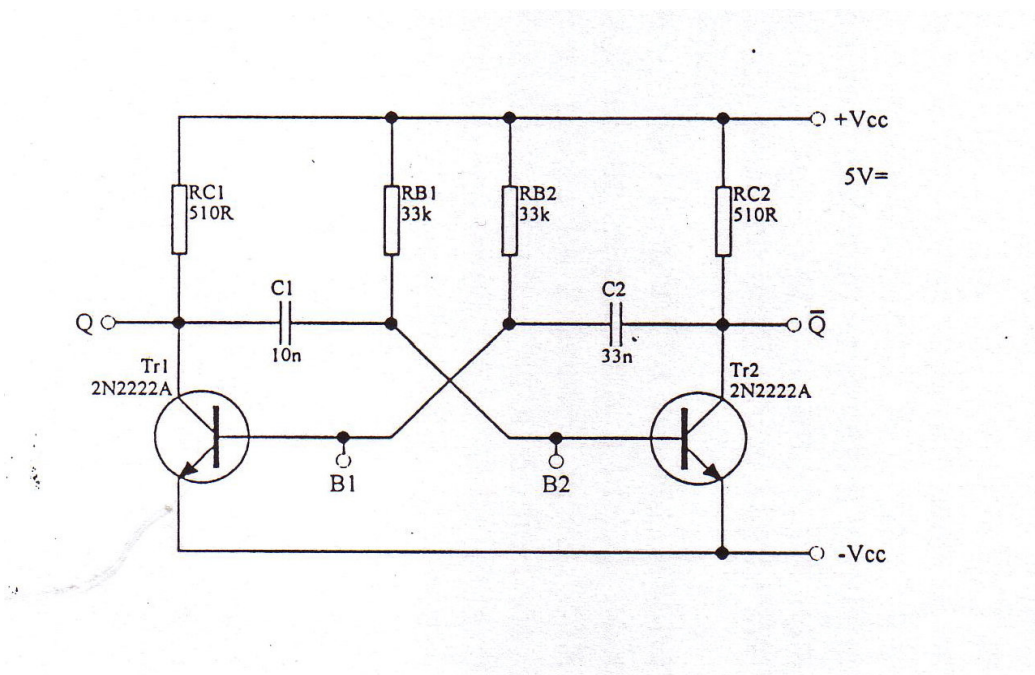 +Vcc
5V=
RC1
510R
RB1
33k
RB2
33k
RC2
510R
C1
10n
C2
33n
Q
Q̅
Tr1
2N2222A
Tr2
2N2222A
B1
B2
-Vcc